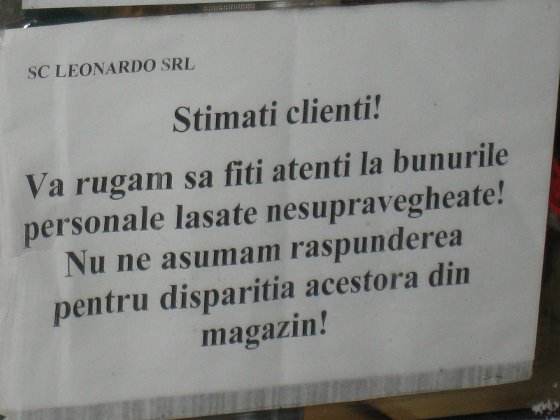 SC LEONARDO SRL
Stimati clienti!
Va rugam sa fiti atenti la bunurile
personale lasate nesupravegheate!
Nu ne asumam raspunderea
pentru disparitia acestora din
magazin!